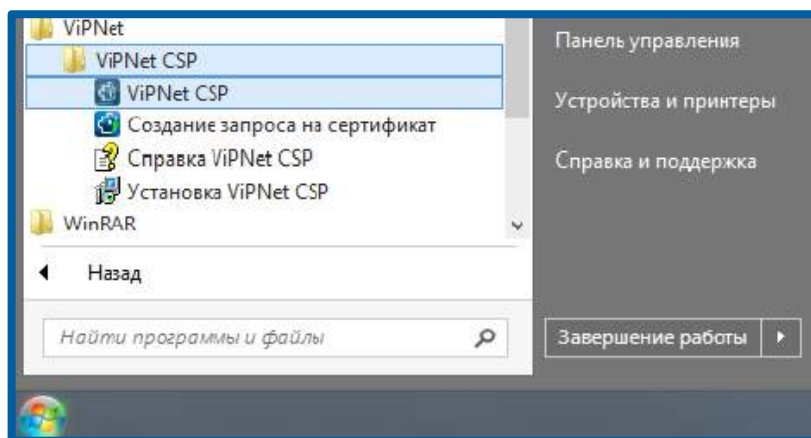 ViPNet
ViPNet CSP
ViPNet CSP
Создание запроса на сертификат
Справка ViPNet CSP
Установка ViPNet CSP
WinRAR
Назад
Найти программы и файлы
Панель управления
Устройства и принтеры
Справка и поддержка
Завершение работы